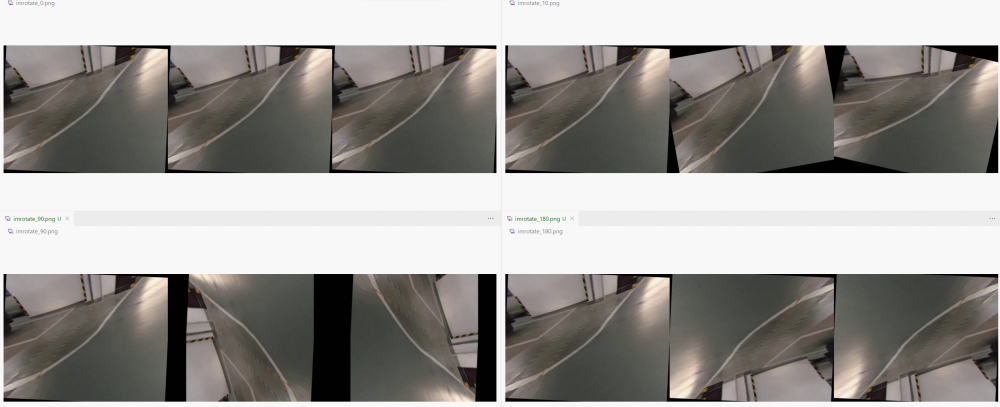 imrotate_0.png
imrotate_10.png
imrotate_90.png U ×
...
imrotate_180.png U ×
...
imrotate_90.png
imrotate_180.png